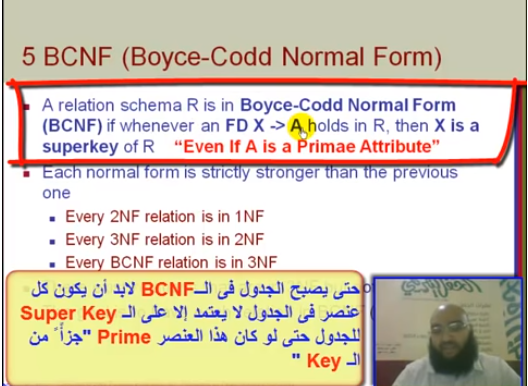 5 BCNF (Boyce-Codd Normal Form)
A relation schema R is in Boyce-Codd Normal Form
(BCNF) if whenever an FD X -> A holds in R, then X is a
superkey of R "Even If A is a Primae Attribute"
Each normal form is strictly stronger than the previous
one
Every 2NF relation is in 1NF
Every 3NF relation is in 2NF
Every BCNF relation is in 3NF
حتى يصبح الجدول فى الـBCNF لابد أن يكون كل
عنصر فى الجدول لا يعتمد إلا على الـ Super Key
للجدول حتى لو كان هذا العنصر Prime "جزأً من
الـ Key "